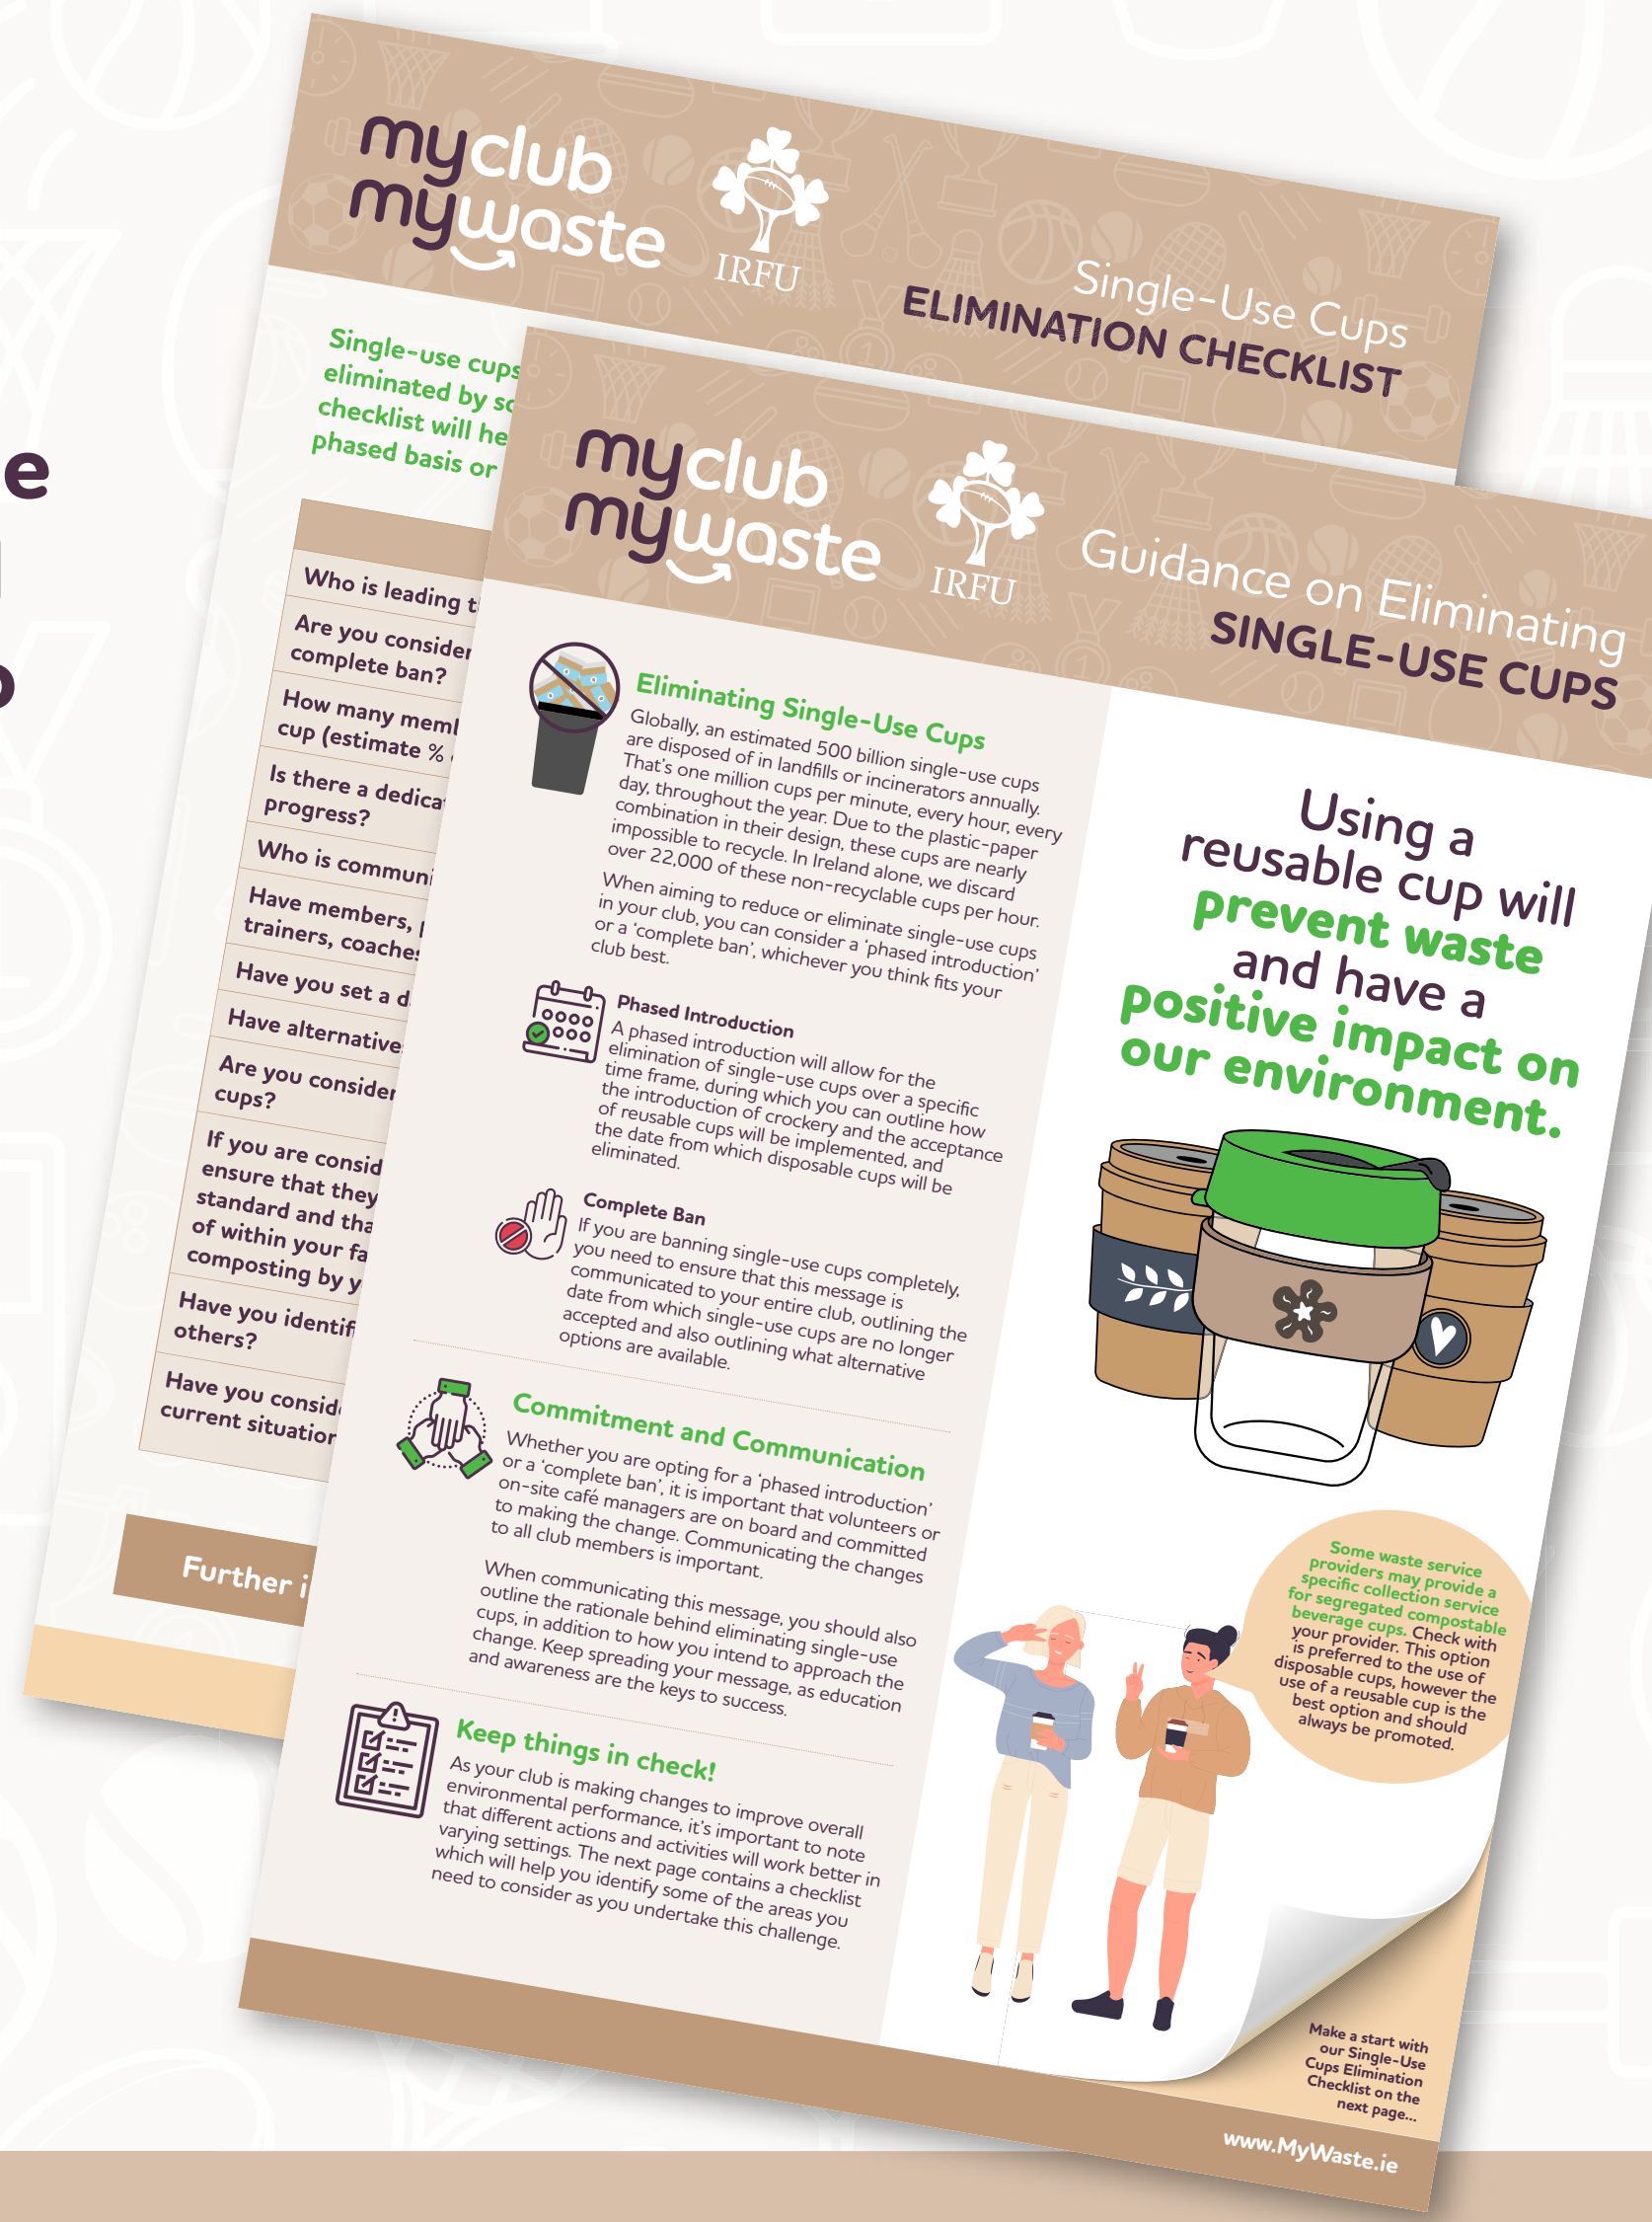 myclub
mywaste
IRFU
Single-Use Cups
ELIMINATION CHECKLIST
Single-use cups
eliminated by
checklist will
phased basis or
Who is leading
Are you
complete ban?
How many
cup (estimate %
Is there a
progress?
Who is
Have members,
trainers,
Have you set a
Have
Are you
cups?
If you are
ensure that they
standard and
of within your
composting by
Have you
others?
Have you
current
Further
myclub
mywaste
IRFU
Guidance on Eliminating
SINGLE-USE CUPS
Eliminating Single-Use Cups
Globally, an estimated 500 billion single-use cups
are disposed of in landfills or incinerators annually.
That’s one million cups per minute, every hour, every
day, throughout the year. Due to the plastic-paper
combination in their design, these cups are nearly
impossible to recycle. In Ireland alone, we discard
over 22,000 of these non-recyclable cups per hour.
When aiming to reduce or eliminate single-use cups
in your club, you can consider a ‘phased introduction’
or a ‘complete ban’, whichever you think fits your
club best.
Phased Introduction
A phased introduction will allow for the
elimination of single-use cups over a specific
time frame, during which you can outline how
the introduction of crockery and the acceptance
of reusable cups will be implemented, and
the date from which disposable cups will be
eliminated.
Complete Ban
If you are banning single-use cups completely,
you need to ensure that this message is
communicated to your entire club, outlining the
date from which single-use cups are no longer
accepted and also outlining what alternative
options are available.
Commitment and Communication
Whether you are opting for a ‘phased introduction’
or a ‘complete ban’, it is important that volunteers or
on-site café managers are on board and committed
to making the change. Communicating the changes
to all club members is important.
When communicating this message, you should also
outline the rationale behind eliminating single-use
cups, in addition to how you intend to approach the
change. Keep spreading your message, as education
and awareness are the keys to success.
Keep things in check!
As your club is making changes to improve overall
environmental performance, it’s important to note
that different actions and activities will work better in
varying settings. The next page contains a checklist
which will help you identify some of the areas you
need to consider as you undertake this challenge.
Using a
reusable cup will
prevent waste
and have a
positive impact on
our environment.
Some waste service
providers may provide a
specific collection service
for segregated compostable
beverage cups. Check with
your provider. This option
is preferred to the use of
disposable cups, however the
use of a reusable cup is the
best option and should
always be promoted.
Make a start with
our Single-Use
Cups Elimination
Checklist on the
next page...
www.MyWaste.ie